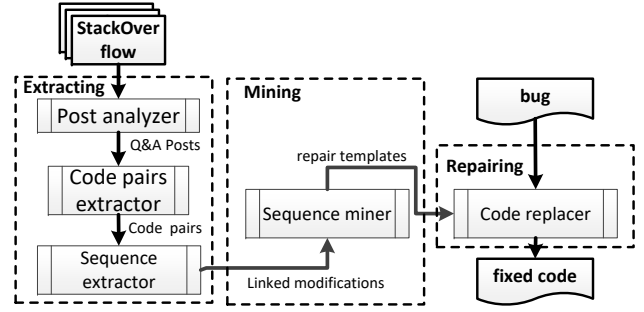 StackOver
flow
Extracting
Post analyzer
Q&A Posts
Code pairs
extractor
Code pairs
Sequence
extractor
Mining
repair templates
Sequence miner
Linked modifications
bug
Repairing
Code replacer
fixed code